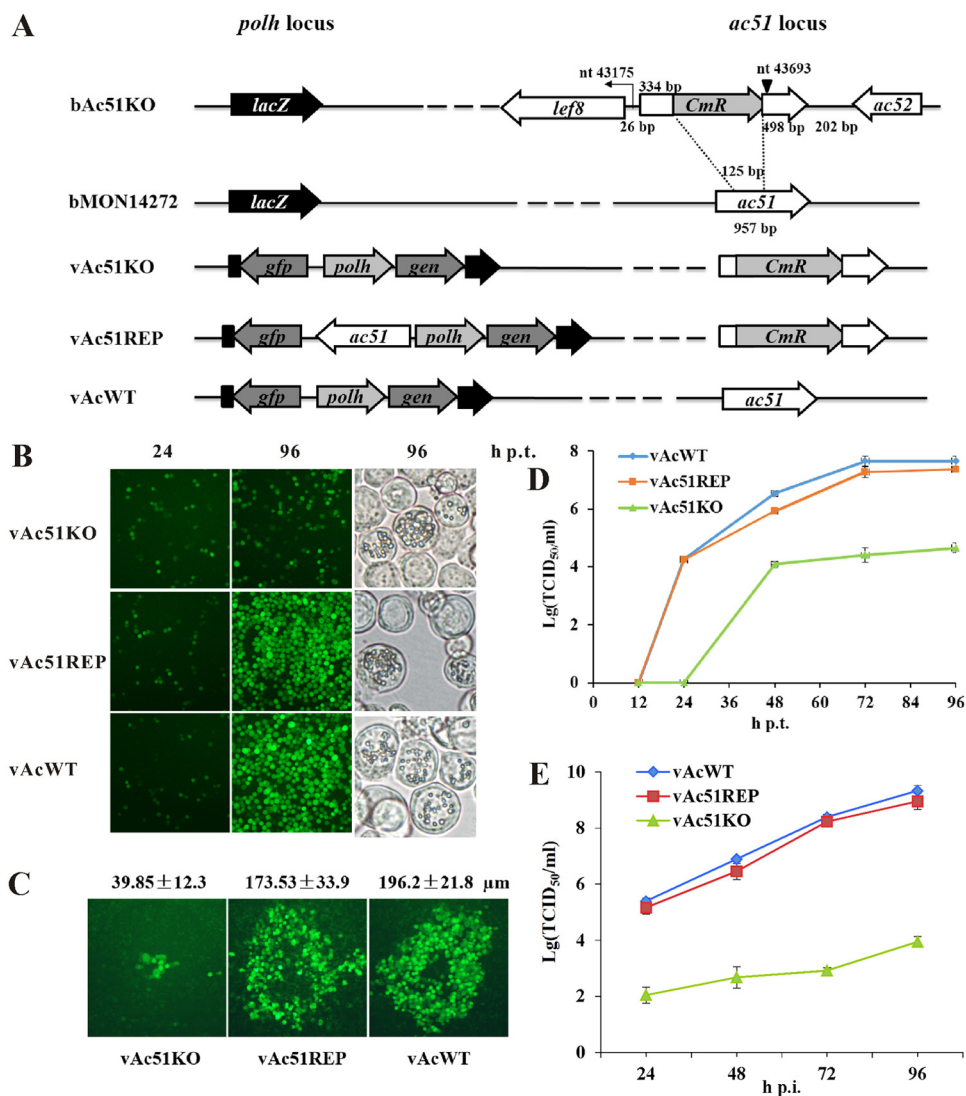 A
polh locus
ac51 locus
bAc51KO
lacZ
lef8
nt 43175
334 bp
26 bp
CmR
nt 43693
498 bp
202 bp
ac52
125 bp
bMON14272
lacZ
ac51
957 bp
vAc51KO
gfp
polh
gen
CmR
vAc51REP
gfp
ac51
polh
gen
CmR
vAcWT
gfp
polh
gen
ac51
B
24 96 96 h p.t.
vAc51KO
vAc51REP
vAcWT
C
39.85±12.3 173.53±33.9 196.2±21.8 µm
vAc51KO vAc51REP vAcWT
D
vAcWT
vAc51REP
vAc51KO
Lg(TCID50/ml)
8
6
4
2
0
0 12 24 36 48 60 72 84 96
h p.t.
E
vAcWT
vAc51REP
vAc51KO
Lg(TCID50/ml)
10
8
6
4
2
0
24 48 72 96
h p.i.